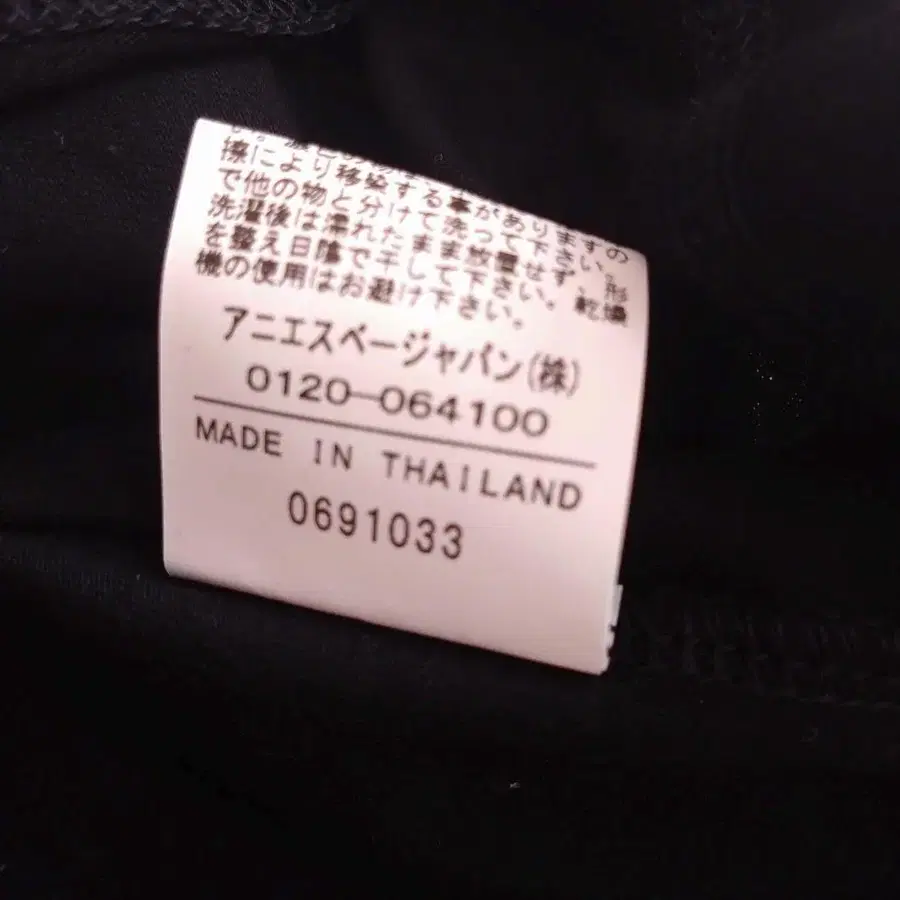 擦により移染する事がありますの
で他の物と分けて洗って下さい。
洗濯後は濡れたまま放置せず、形
を整え日陰で干して下さい。乾燥
機の使用はお避け下さい。
アニエスベージャパン(株)
0120-064100
MADE IN THAILAND
0691033